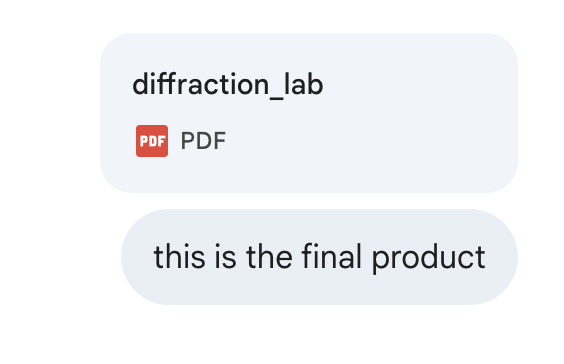 diffraction_lab
PDF PDF
this is the final product